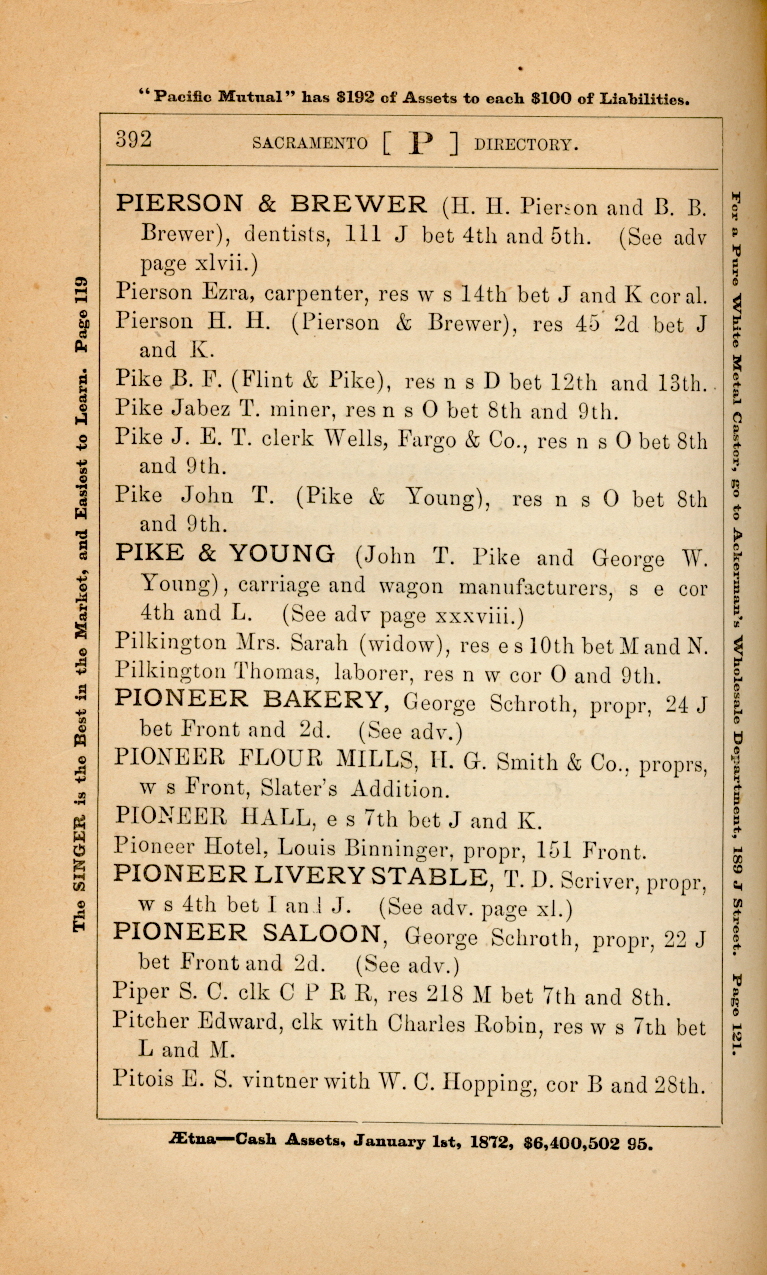 "Pacific Mutual" has $192 of Assets to each $100 of Liabilities.
392 SACRAMENTO [ P ] DIRECTORY.
PIERSON & BREWER (H. H. Pierson and B. B.
Brewer), dentists, 111 J bet 4th and 5th. (See adv
page xlvii.)
Pierson Ezra, carpenter, res w s 14th bet J and K coral.
Pierson H. H. (Pierson & Brewer), res 45 2d bet J
and K.
Pike B. F. (Flint & Pike), res n s D bet 12th and 13th.
Pike Jabez T. miner, res n s O bet 8th and 9th.
Pike J. E. T. clerk Wells, Fargo & Co., res n s O bet 8th
and 9th.
Pike John T. (Pike & Young), res n s O bet 8th
and 9th.
PIKE & YOUNG (John T. Pike and George W.
Young), carriage and wagon manufacturers, s e cor
4th and L. (See adv page xxxviii.)
Pilkington Mrs. Sarah (widow), res e s 10th bet M and N.
Pilkington Thomas, laborer, res n w cor O and 9th.
PIONEER BAKERY, George Schroth, propr, 24 J
bet Front and 2d. (See adv.)
PIONEER FLOUR MILLS, H. G. Smith & Co., proprs,
w s Front, Slater's Addition.
PIONEER HALL, e s 7th bet J and K.
Pioneer Hotel, Louis Binninger, propr, 151 Front.
PIONEER LIVERY STABLE, T. D. Scriver, propr,
w s 4th bet I and J. (See adv. page xl.)
PIONEER SALOON, George Schroth, propr, 22 J
bet Front and 2d. (See adv.)
Piper S. C. clk C P R R, res 218 M bet 7th and 8th.
Pitcher Edward, clk with Charles Robin, res w s 7th bet
L and M.
Pitois E. S. vintner with W. C. Hopping, cor B and 28th.
Ætna—Cash Assets, January 1st, 1872, $6,400,502 95.
The SINGER is the Best in the Market, and Easiest to Learn. Page 119
For a Pure White Metal Castor, go to Ackerman's Wholesale Department, 189 J Street. Page 121.